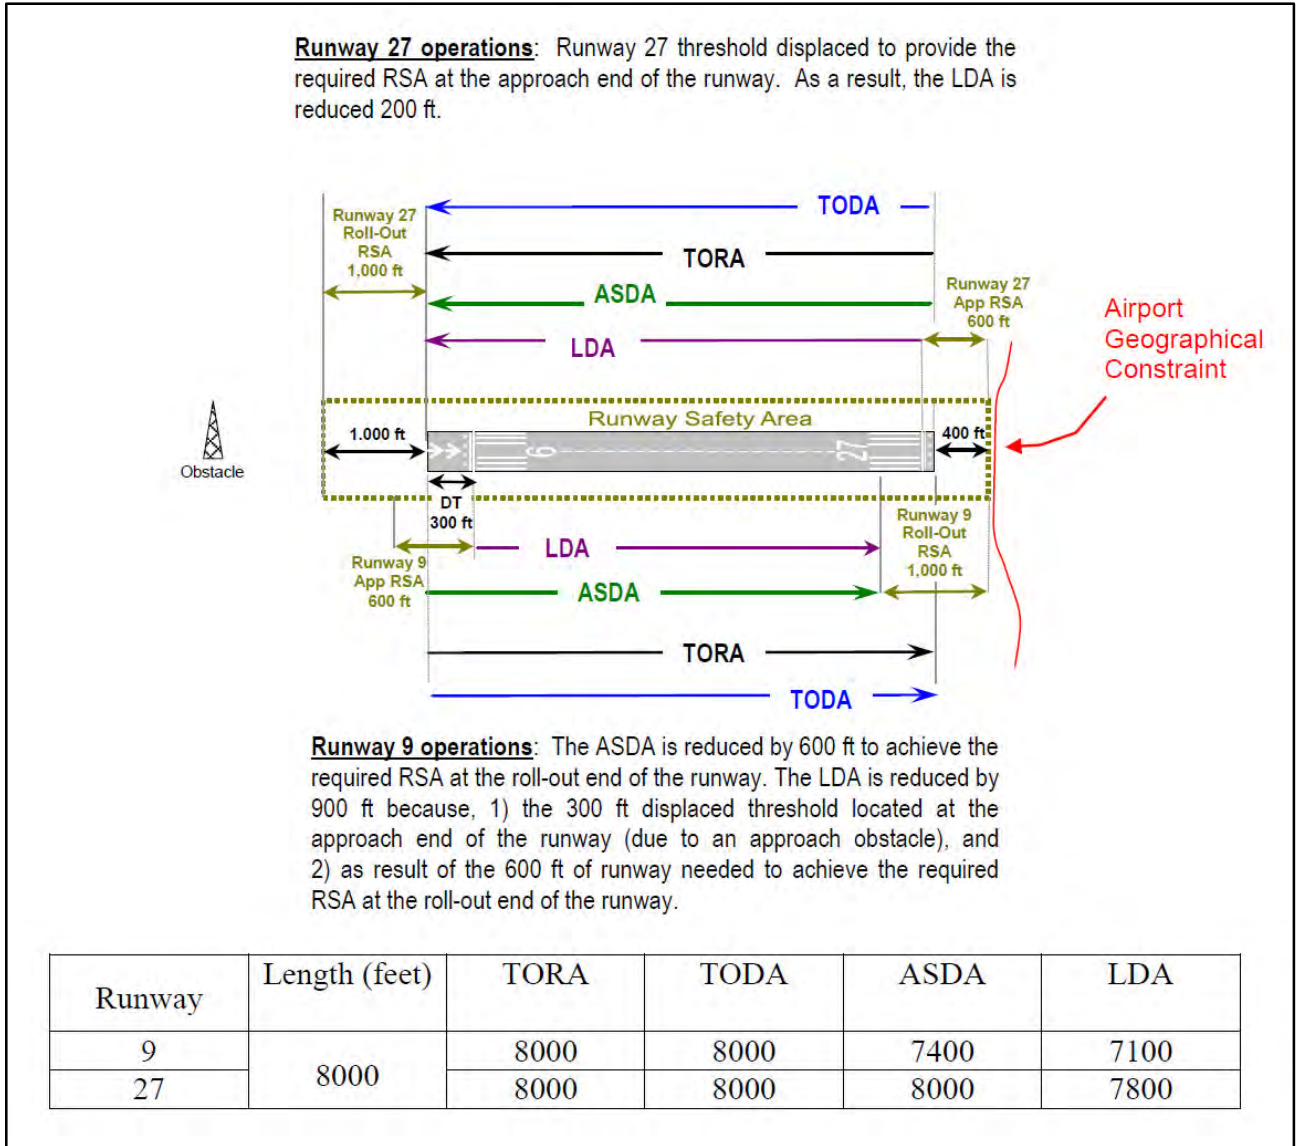 Runway 27 operations: Runway 27 threshold displaced to provide the
required RSA at the approach end of the runway. As a result, the LDA is
reduced 200 ft.
TODA
Runway 27
Roll-Out
RSA
1,000 ft
TORA
ASDA
Runway 27
App RSA
600 ft
LDA
Airport
Geographical
Constraint
Runway Safety Area
1.000 ft
400 ft
9
27
Obstacle
DT
300 ft
Runway 9
Roll-Out
RSA
1,000 ft
LDA
Runway 9
App RSA
600 ft
ASDA
TORA
TODA
Runway 9 operations: The ASDA is reduced by 600 ft to achieve the
required RSA at the roll-out end of the runway. The LDA is reduced by
900 ft because, 1) the 300 ft displaced threshold located at the
approach end of the runway (due to an approach obstacle), and
2) as result of the 600 ft of runway needed to achieve the required
RSA at the roll-out end of the runway.
Runway Length (feet) TORA TODA ASDA LDA
9 8000 8000 8000 7400 7100
27 8000 8000 8000 7800